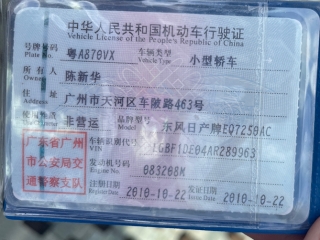 中华人民共和国机动车行驶证
Vehicle License of the People's Republic of China
号牌号码 粤A870VX 车辆类型 小型轿车
Plate No. Vehicle Type
所有人 陈新华
Owner
住址 广州市天河区车陂路463号
Address
使用性质 非营运 品牌型号 东风日产牌EQ7250AC
广东省广州市公安局交通警察支队
车辆识别代号 LGBF1DE04AR289963
VIN
发动机号码 083208M
Engine No.
注册日期 2010-10-22 发证日期 2010-10-22